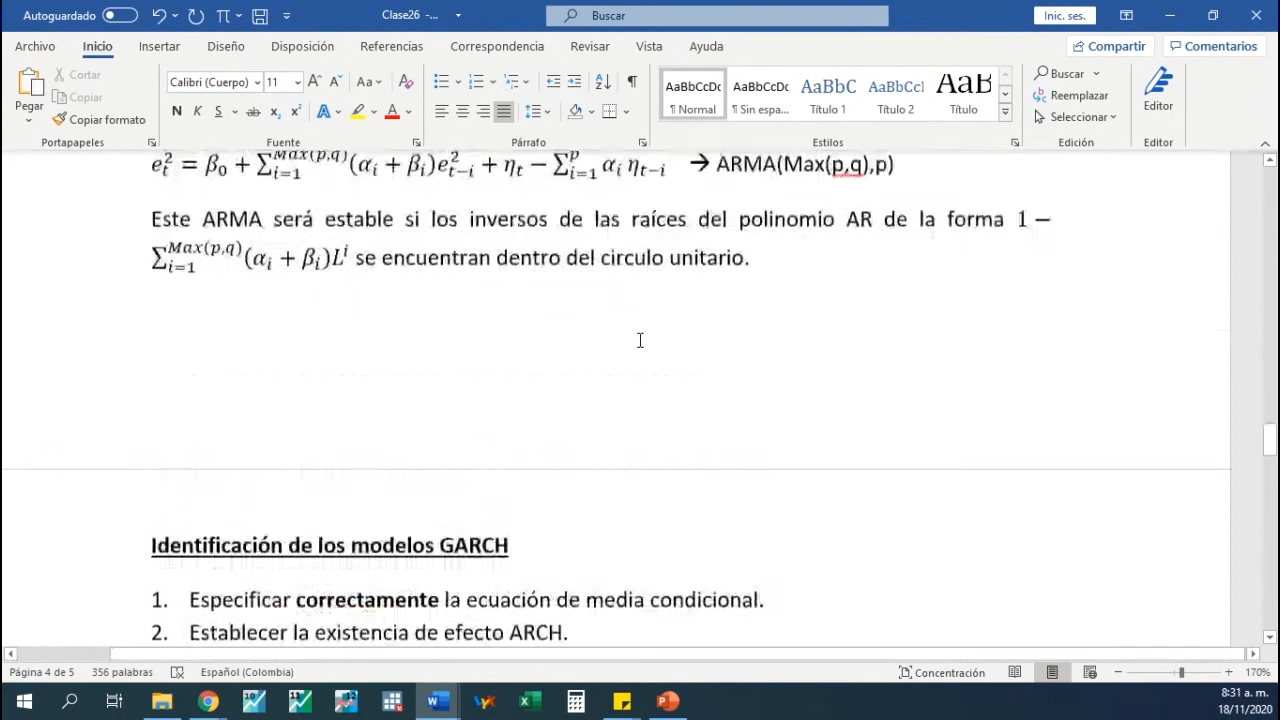 Autoguardado Clase26 -... Buscar Inic. ses.
Archivo Inicio Insertar Diseño Disposición Referencias Correspondencia Revisar Vista Ayuda Compartir Comentarios
Pegar Cortar Copiar Copiar formato
Calibri (Cuerpo) 11
N K S
AaBbCcDc AaBbCcDc AaBbC AaBbCcI AaB
¶ Normal ¶ Sin espa... Título 1 Título 2 Título
Buscar Reemplazar Seleccionar Editor
Portapapeles Fuente Párrafo Estilos Edición Editor
e_t^2 = β_0 + ∑_{i=1}^{Max(p,q)} (α_i + β_i)e_{t−i}^2 + η_t − ∑_{i=1}^{p} α_i η_{t−i} → ARMA(Max(p,q),p)
Este ARMA será estable si los inversos de las raíces del polinomio AR de la forma 1 −
∑_{i=1}^{Max(p,q)} (α_i + β_i)L^i se encuentran dentro del circulo unitario.
Identificación de los modelos GARCH
1. Especificar correctamente la ecuación de media condicional.
2. Establecer la existencia de efecto ARCH.
Página 4 de 5 356 palabras Español (Colombia) Concentración 170%
8:31 a. m.
18/11/2020